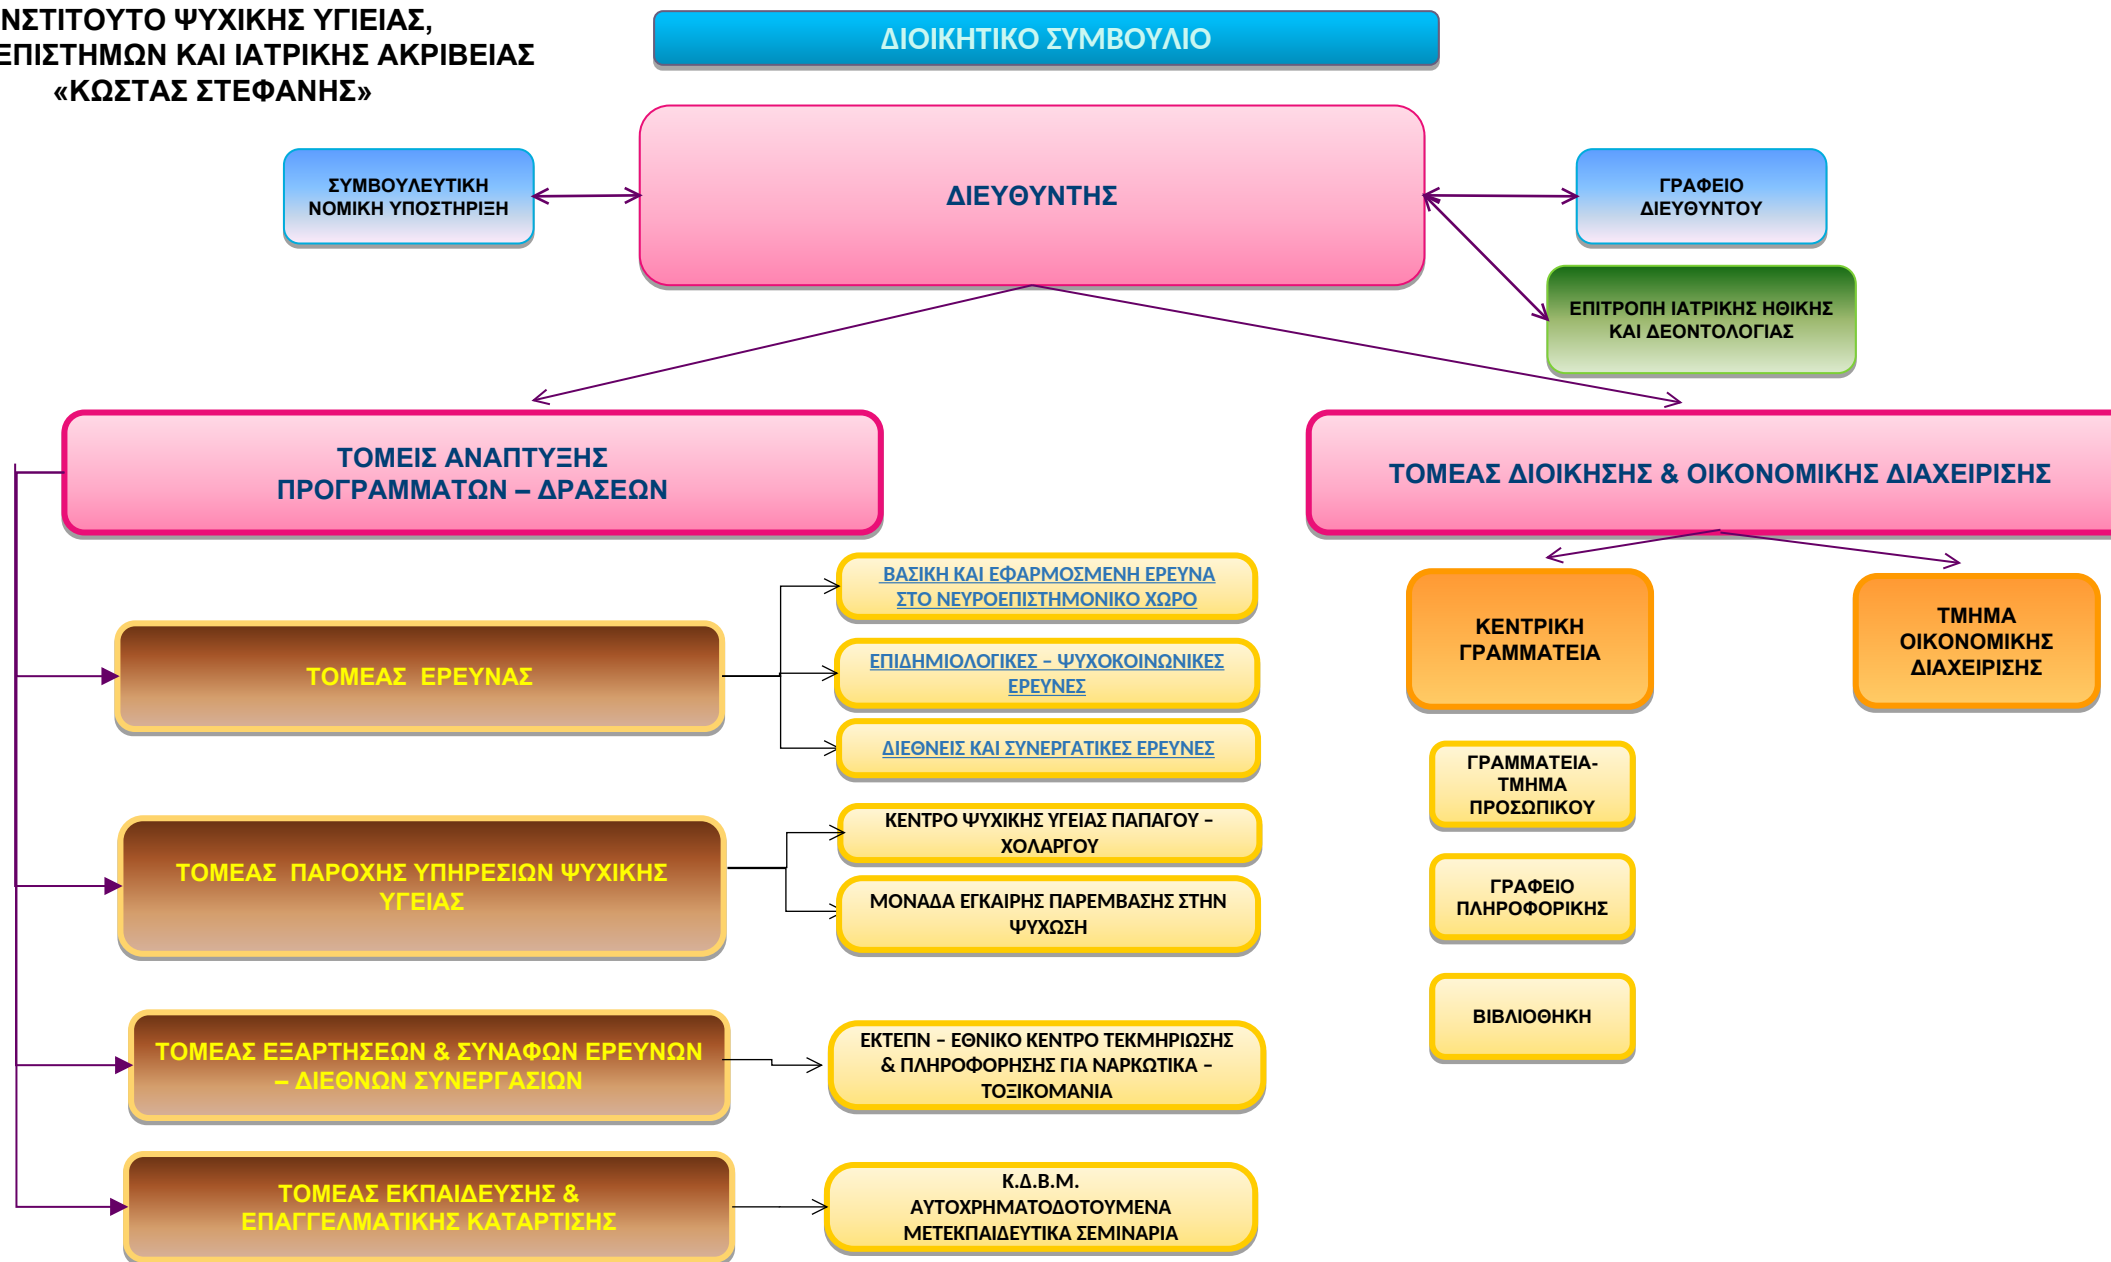 ΝΣΤΙΤΟΥΤΟ ΨΥΧΙΚΗΣ ΥΓΙΕΙΑΣ,
ΕΠΙΣΤΗΜΩΝ ΚΑΙ ΙΑΤΡΙΚΗΣ ΑΚΡΙΒΕΙΑΣ
«ΚΩΣΤΑΣ ΣΤΕΦΑΝΗΣ»
ΔΙΟΙΚΗΤΙΚΟ ΣΥΜΒΟΥΛΙΟ
ΣΥΜΒΟΥΛΕΥΤΙΚΗ
ΝΟΜΙΚΗ ΥΠΟΣΤΗΡΙΞΗ
ΔΙΕΥΘΥΝΤΗΣ
ΓΡΑΦΕΙΟ
ΔΙΕΥΘΥΝΤΟΥ
ΕΠΙΤΡΟΠΗ ΙΑΤΡΙΚΗΣ ΗΘΙΚΗΣ
ΚΑΙ ΔΕΟΝΤΟΛΟΓΙΑΣ
ΤΟΜΕΙΣ ΑΝΑΠΤΥΞΗΣ
ΠΡΟΓΡΑΜΜΑΤΩΝ – ΔΡΑΣΕΩΝ
ΤΟΜΕΑΣ ΔΙΟΙΚΗΣΗΣ & ΟΙΚΟΝΟΜΙΚΗΣ ΔΙΑΧΕΙΡΙΣΗΣ
ΤΟΜΕΑΣ ΕΡΕΥΝΑΣ
ΒΑΣΙΚΗ ΚΑΙ ΕΦΑΡΜΟΣΜΕΝΗ ΕΡΕΥΝΑ
ΣΤΟ ΝΕΥΡΟΕΠΙΣΤΗΜΟΝΙΚΟ ΧΩΡΟ
ΕΠΙΔΗΜΙΟΛΟΓΙΚΕΣ – ΨΥΧΟΚΟΙΝΩΝΙΚΕΣ
ΕΡΕΥΝΕΣ
ΔΙΕΘΝΕΙΣ ΚΑΙ ΣΥΝΕΡΓΑΤΙΚΕΣ ΕΡΕΥΝΕΣ
ΤΟΜΕΑΣ ΠΑΡΟΧΗΣ ΥΠΗΡΕΣΙΩΝ ΨΥΧΙΚΗΣ
ΥΓΕΙΑΣ
ΚΕΝΤΡΟ ΨΥΧΙΚΗΣ ΥΓΕΙΑΣ ΠΑΠΑΓΟΥ –
ΧΟΛΑΡΓΟΥ
ΜΟΝΑΔΑ ΕΓΚΑΙΡΗΣ ΠΑΡΕΜΒΑΣΗΣ ΣΤΗΝ
ΨΥΧΩΣΗ
ΤΟΜΕΑΣ ΕΞΑΡΤΗΣΕΩΝ & ΣΥΝΑΦΩΝ ΕΡΕΥΝΩΝ
– ΔΙΕΘΝΩΝ ΣΥΝΕΡΓΑΣΙΩΝ
ΕΚΤΕΠΝ – ΕΘΝΙΚΟ ΚΕΝΤΡΟ ΤΕΚΜΗΡΙΩΣΗΣ
& ΠΛΗΡΟΦΟΡΗΣΗΣ ΓΙΑ ΝΑΡΚΩΤΙΚΑ –
ΤΟΞΙΚΟΜΑΝΙΑ
ΤΟΜΕΑΣ ΕΚΠΑΙΔΕΥΣΗΣ &
ΕΠΑΓΓΕΛΜΑΤΙΚΗΣ ΚΑΤΑΡΤΙΣΗΣ
Κ.Δ.Β.Μ.
ΑΥΤΟΧΡΗΜΑΤΟΔΟΤΟΥΜΕΝΑ
ΜΕΤΕΚΠΑΙΔΕΥΤΙΚΑ ΣΕΜΙΝΑΡΙΑ
ΚΕΝΤΡΙΚΗ
ΓΡΑΜΜΑΤΕΙΑ
ΤΜΗΜΑ
ΟΙΚΟΝΟΜΙΚΗΣ
ΔΙΑΧΕΙΡΙΣΗΣ
ΓΡΑΜΜΑΤΕΙΑ-
ΤΜΗΜΑ
ΠΡΟΣΩΠΙΚΟΥ
ΓΡΑΦΕΙΟ
ΠΛΗΡΟΦΟΡΙΚΗΣ
ΒΙΒΛΙΟΘΗΚΗ